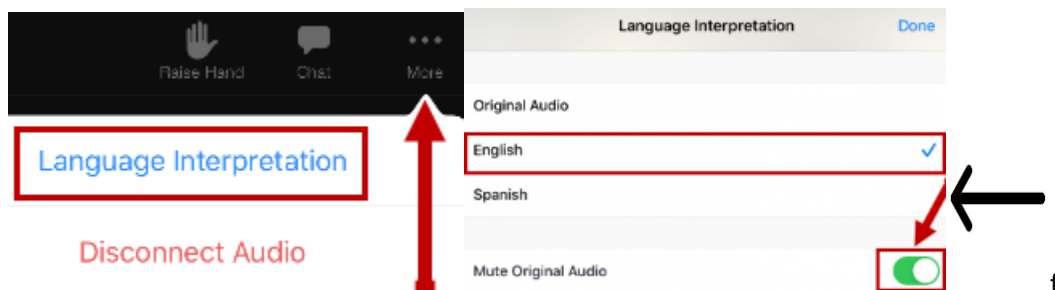 Raise Hand Chat More
Language Interpretation
Disconnect Audio
Language Interpretation Done
Original Audio
English
Spanish
Mute Original Audio
f